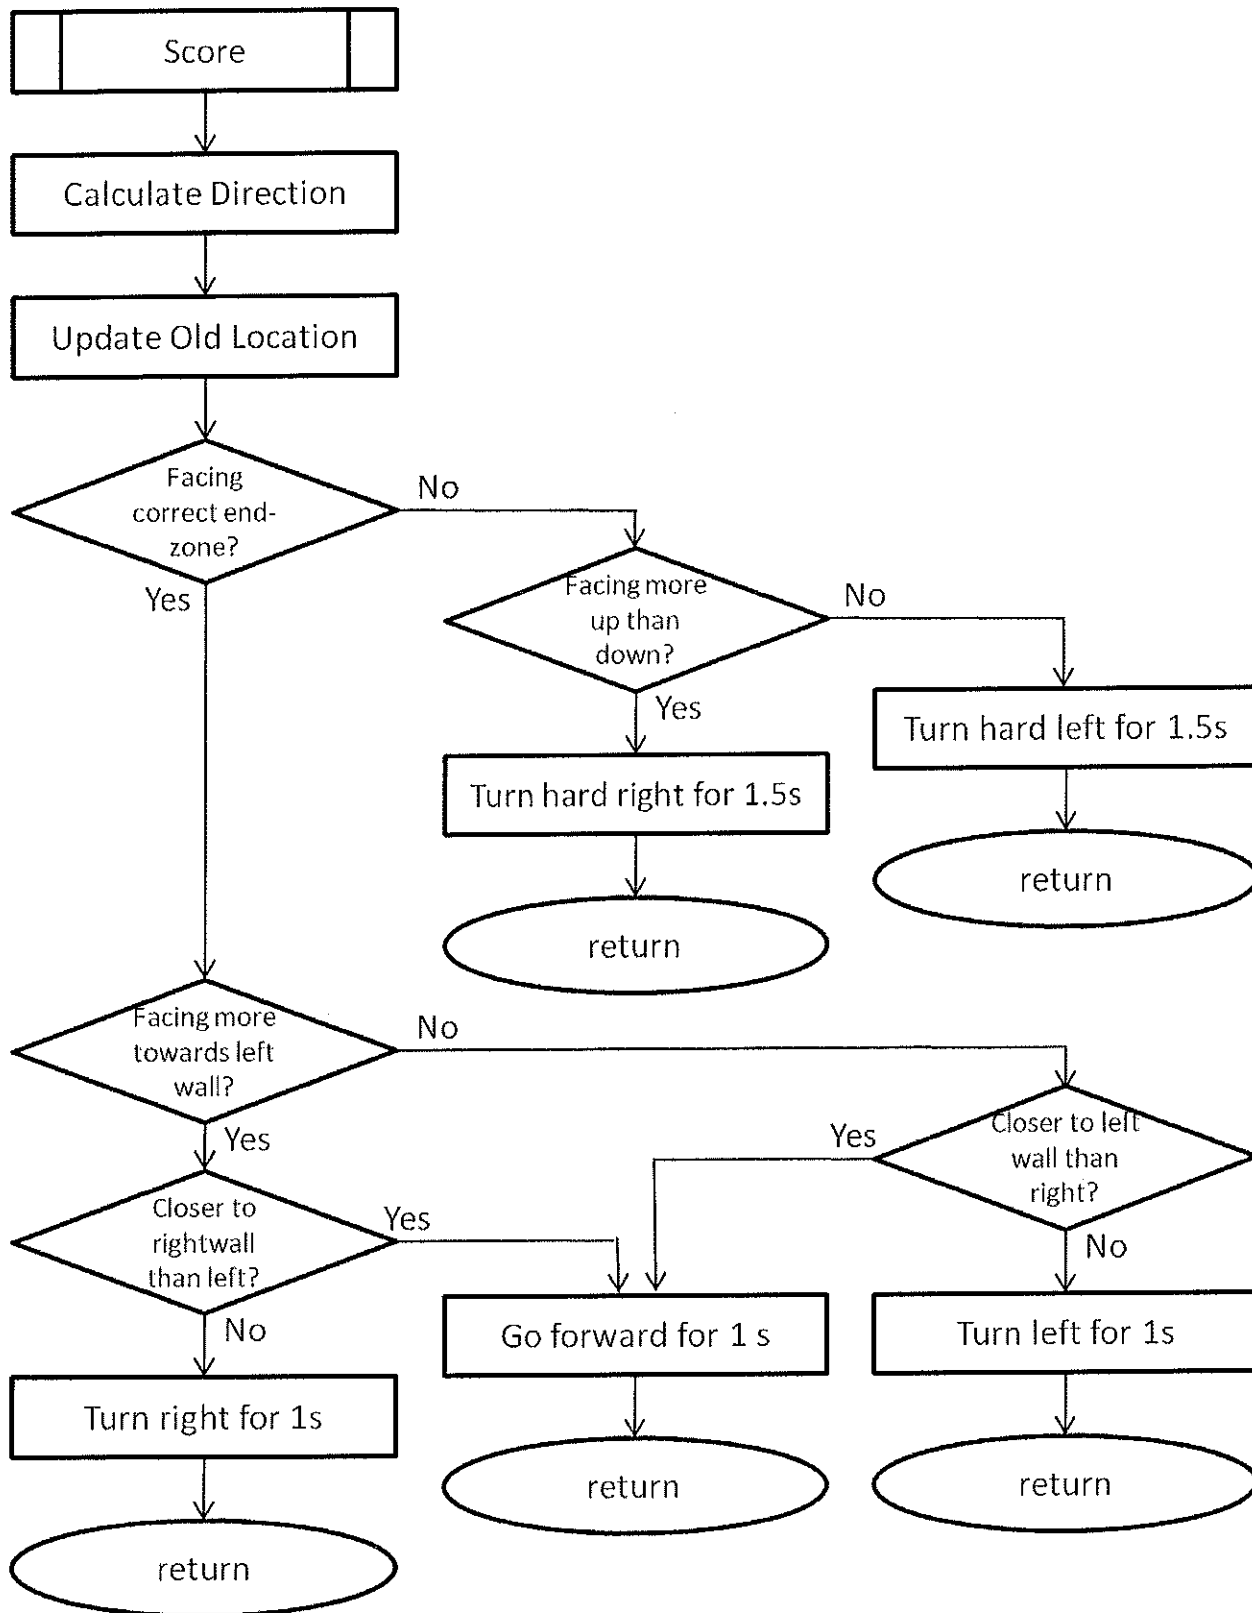 Score
Calculate Direction
Update Old Location
Facing
correct end-
zone?
No
Yes
Facing more
up than
down?
No
Yes
Turn hard left for 1.5s
Turn hard right for 1.5s
return
return
Facing more
towards left
wall?
No
Yes
Closer to left
wall than
right?
Yes
No
Closer to
rightwall
than left?
Yes
No
Go forward for 1 s
Turn left for 1s
Turn right for 1s
return
return
return